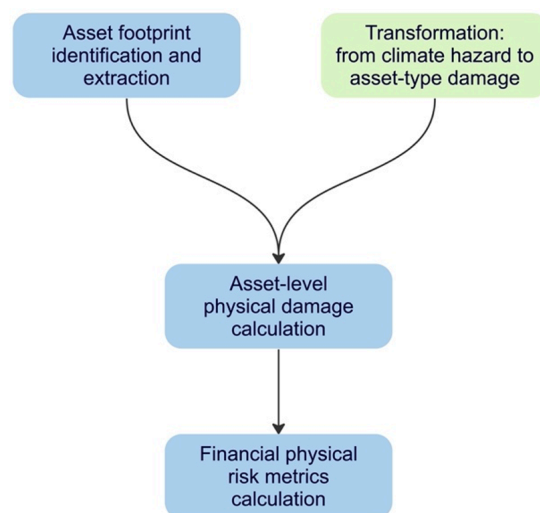 Asset footprint
identification and
extraction
Transformation:
from climate hazard to
asset-type damage
Asset-level
physical damage
calculation
Financial physical
risk metrics
calculation